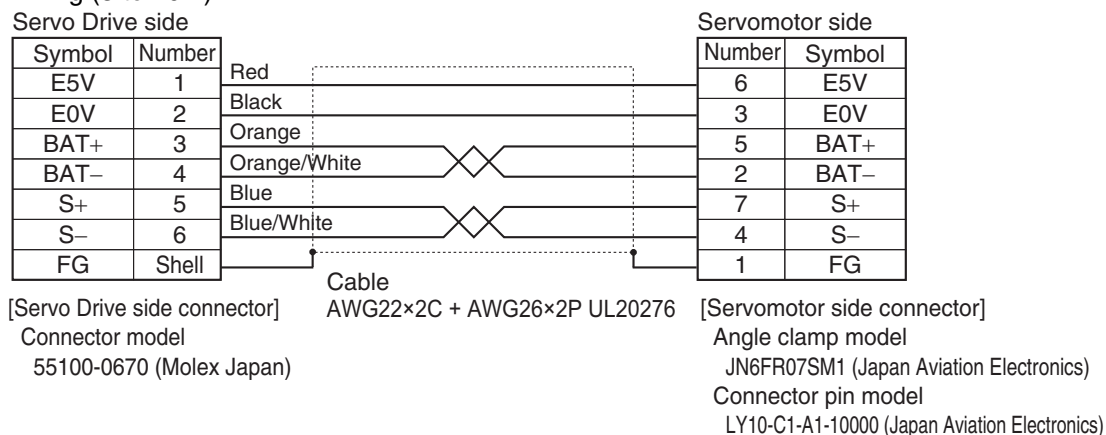 Servo Drive side
Servomotor side
Symbol Number
Number Symbol
E5V 1 Red 6 E5V
E0V 2 Black 3 E0V
BAT+ 3 Orange 5 BAT+
BAT− 4 Orange/White 2 BAT−
S+ 5 Blue 7 S+
S− 6 Blue/White 4 S−
FG Shell 1 FG
Cable
AWG22×2C + AWG26×2P UL20276
[Servo Drive side connector]
Connector model
55100-0670 (Molex Japan)
[Servomotor side connector]
Angle clamp model
JN6FR07SM1 (Japan Aviation Electronics)
Connector pin model
LY10-C1-A1-10000 (Japan Aviation Electronics)